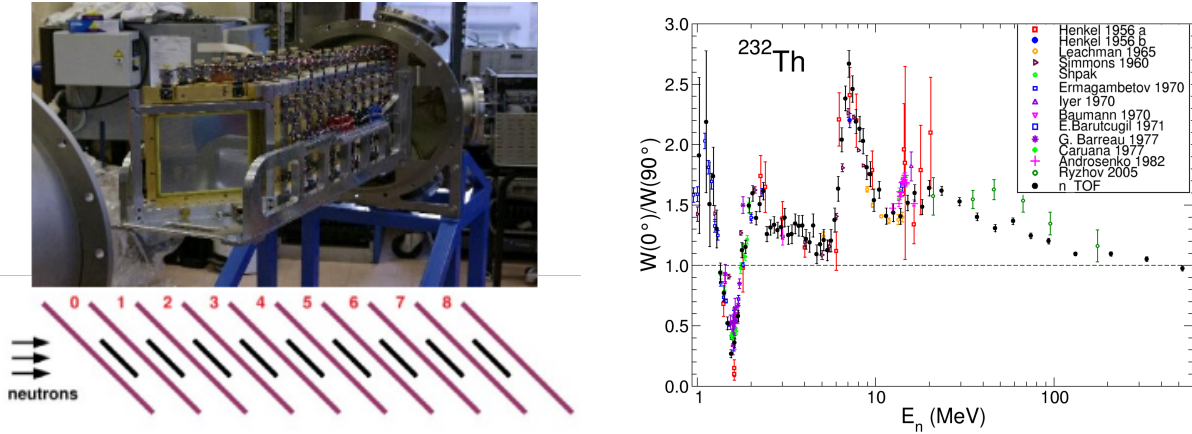 0 1 2 3 4 5 6 7 8
neutrons
3.0
2.5
2.0
1.5
1.0
0.5
0.0
W(0°)/W(90°)
²³²Th
Henkel 1956 a
Henkel 1956 b
Leachman 1965
Simmons 1960
Shpak
Ermagambetov 1970
Iyer 1970
Baumann 1970
E.Barutcugil 1971
G. Barreau 1977
Caruana 1977
Androsenko 1982
Ryzhov 2005
n_TOF
1 10 100
Eₙ (MeV)